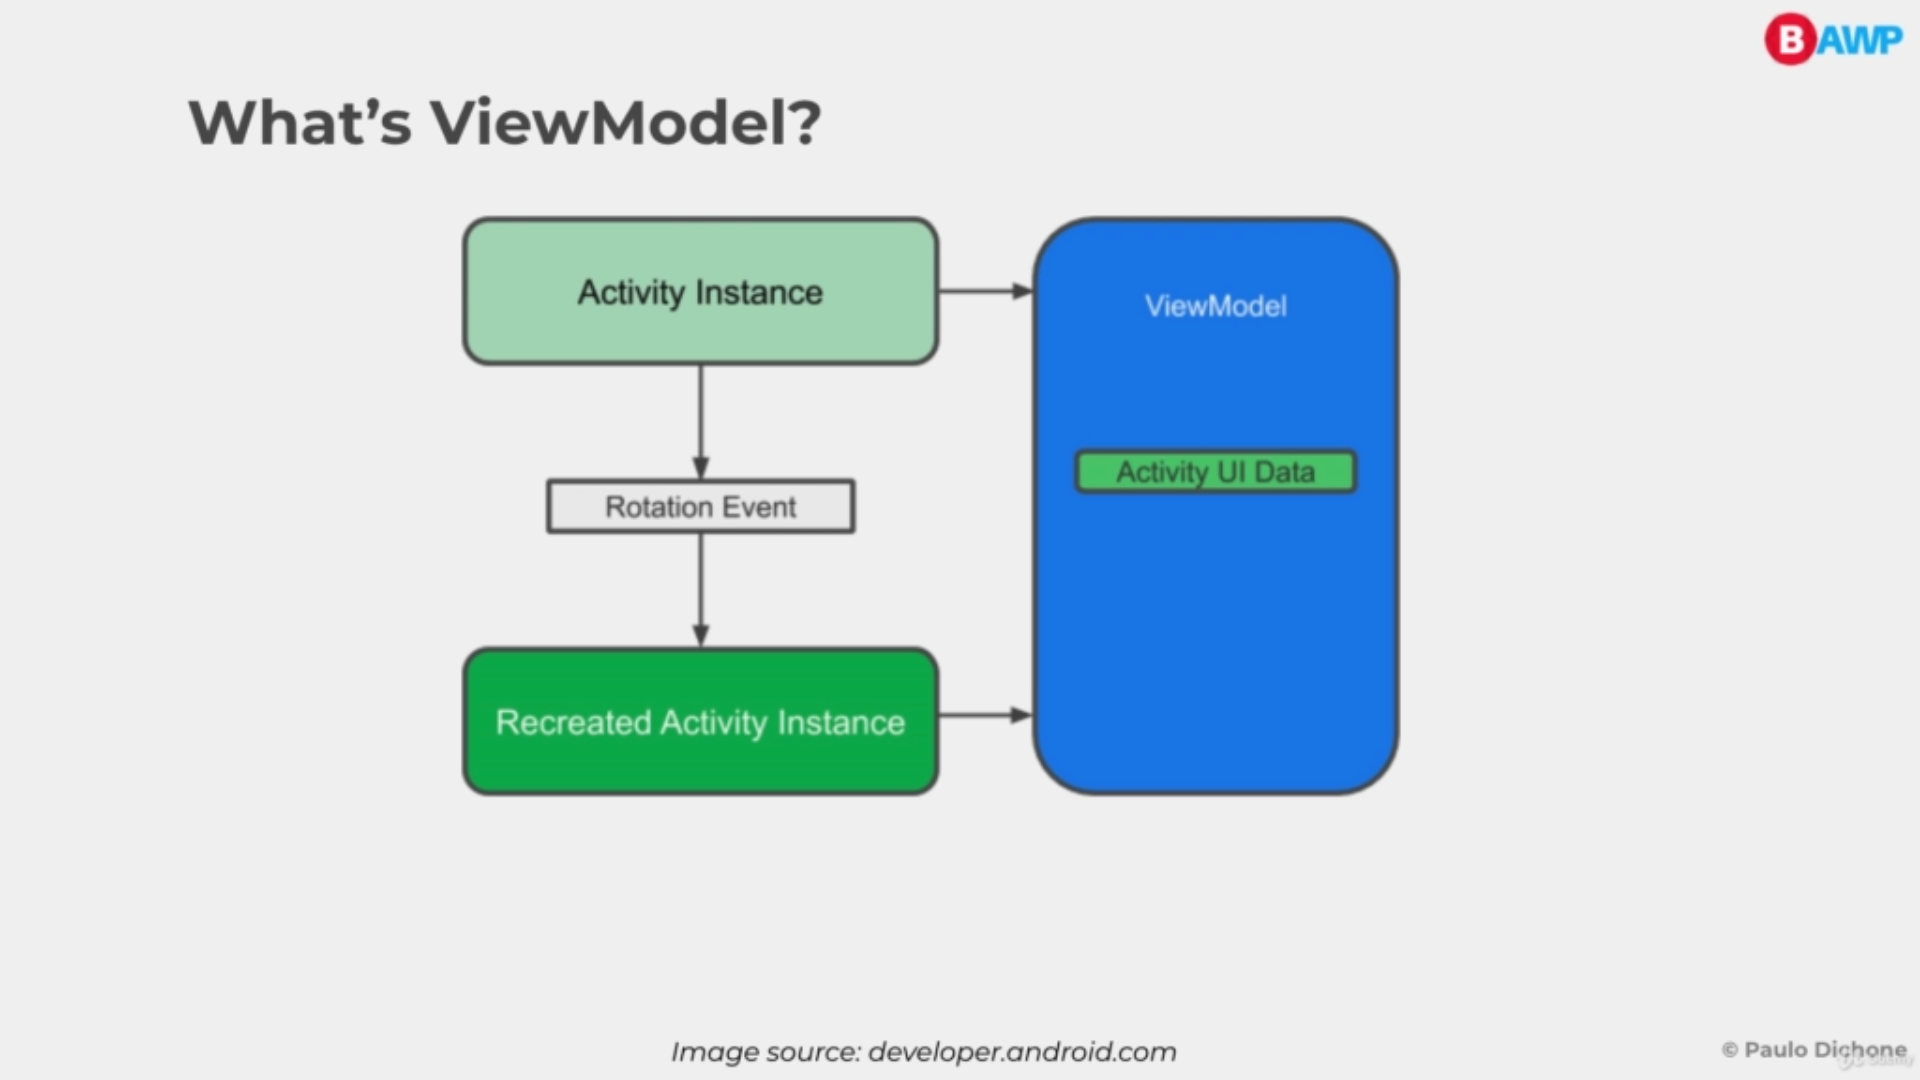 BAWP
What's ViewModel?
Activity Instance
ViewModel
Activity UI Data
Rotation Event
Recreated Activity Instance
Image source: developer.android.com
© Paulo Dichone